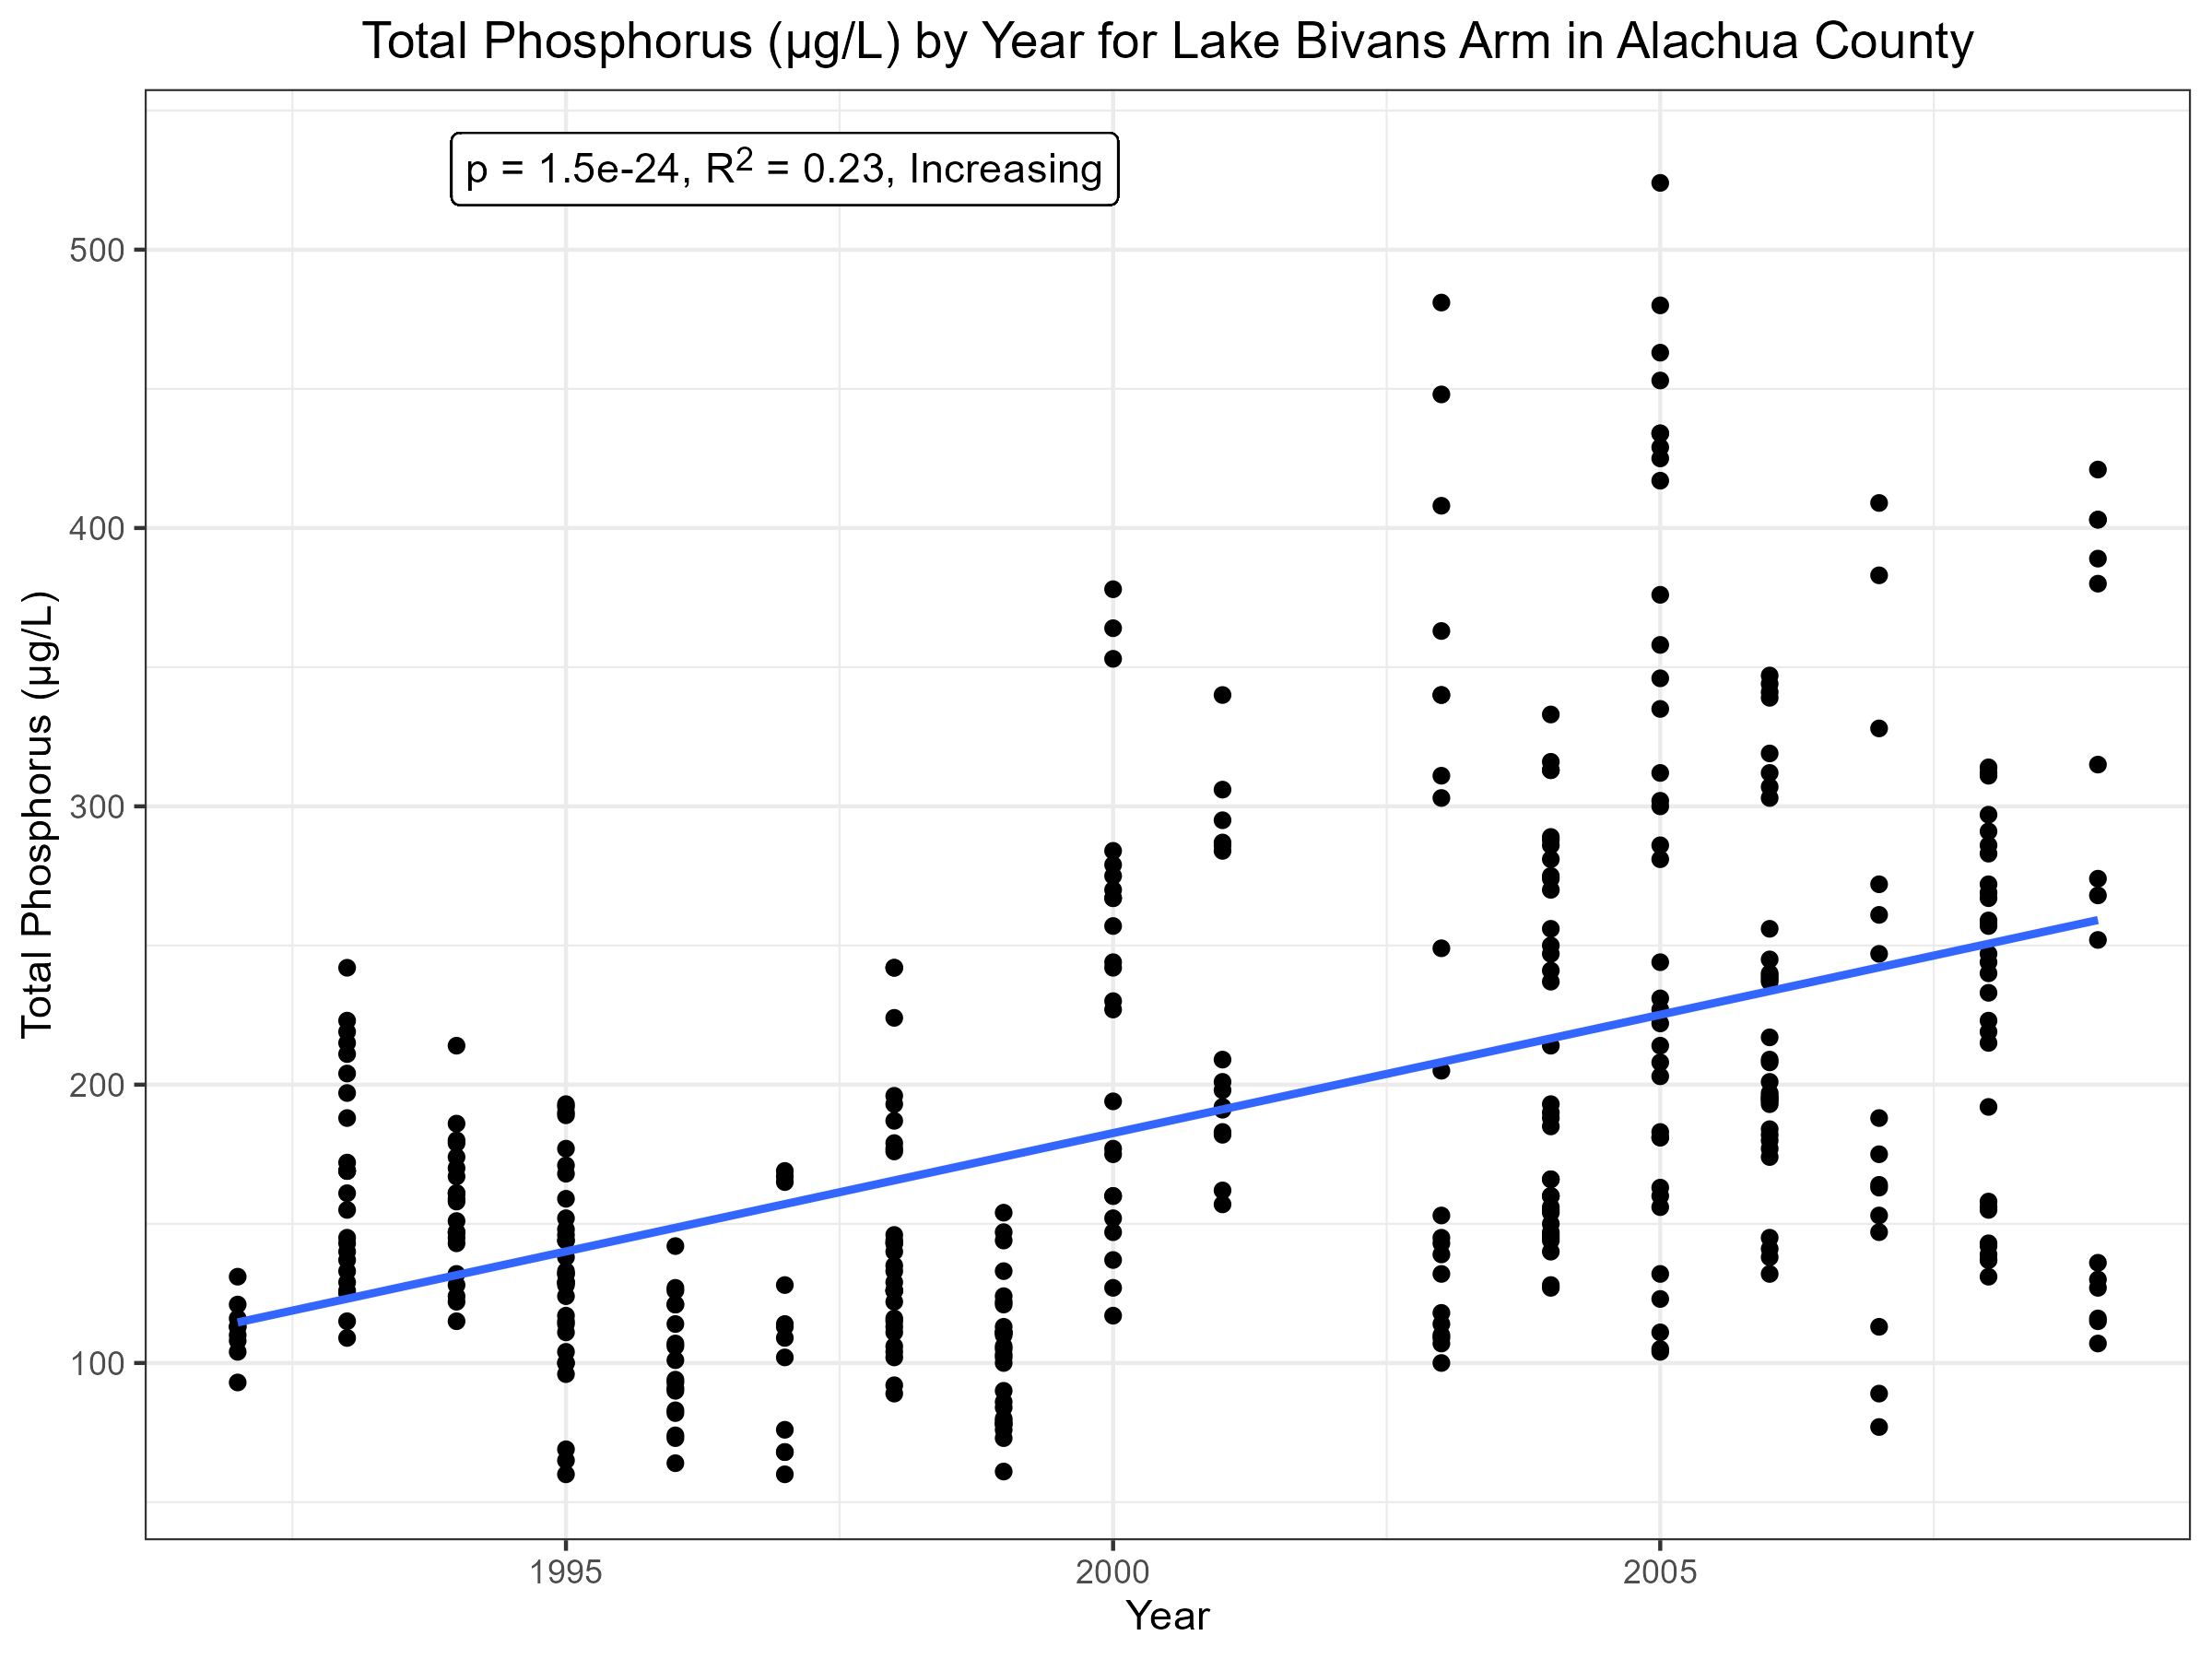 Total Phosphorus (µg/L) by Year for Lake Bivans Arm in Alachua County
p = 1.5e-24, R² = 0.23, Increasing
Total Phosphorus (µg/L)
500
400
300
200
100
1995 2000 2005
Year